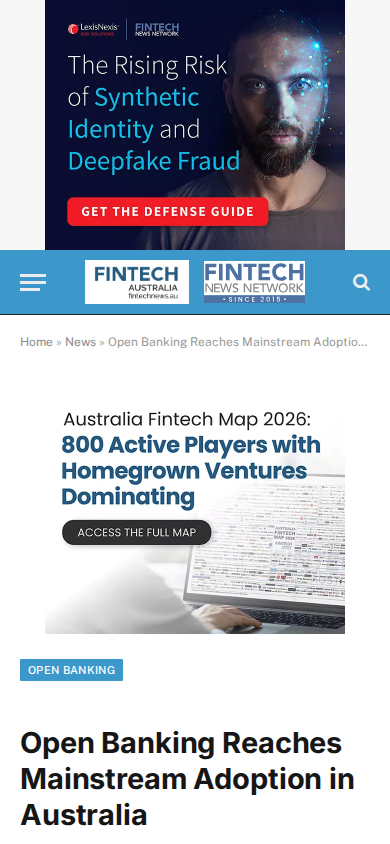 LexisNexis
RISK SOLUTIONS
FINTECH
NEWS NETWORK
The Rising Risk
of Synthetic
Identity and
Deepfake Fraud
GET THE DEFENSE GUIDE
FINTECH
AUSTRALIA
fintechnews.au
FINTECH
NEWS NETWORK
• SINCE 2015 •
Home » News » Open Banking Reaches Mainstream Adoptio...
Australia Fintech Map 2026:
800 Active Players with
Homegrown Ventures
Dominating
ACCESS THE FULL MAP
OPEN BANKING
Open Banking Reaches
Mainstream Adoption in
Australia